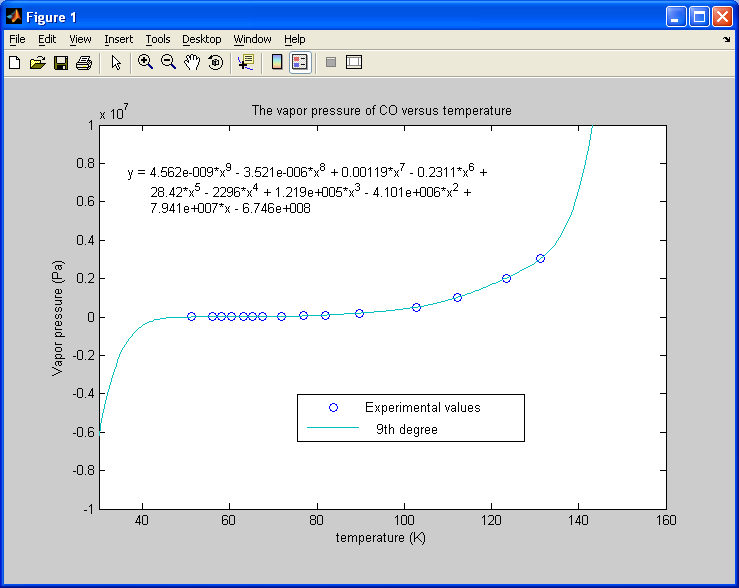 Figure 1
File Edit View Insert Tools Desktop Window Help
x 10^7
The vapor pressure of CO versus temperature
1
0.8
y = 4.562e-009*x^9 - 3.521e-006*x^8 + 0.00119*x^7 - 0.2311*x^6 +
28.42*x^5 - 2296*x^4 + 1.219e+005*x^3 - 4.101e+006*x^2 +
7.941e+007*x - 6.746e+008
0.6
0.4
0.2
0
-0.2
-0.4
-0.6
-0.8
-1
Vapor pressure (Pa)
Experimental values
9th degree
40 60 80 100 120 140 160
temperature (K)